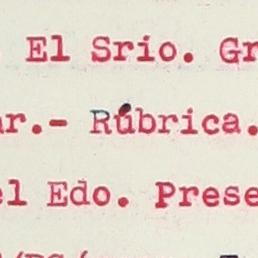 El Srio. Gr
ar.- Rúbrica.
el Edo. Prese